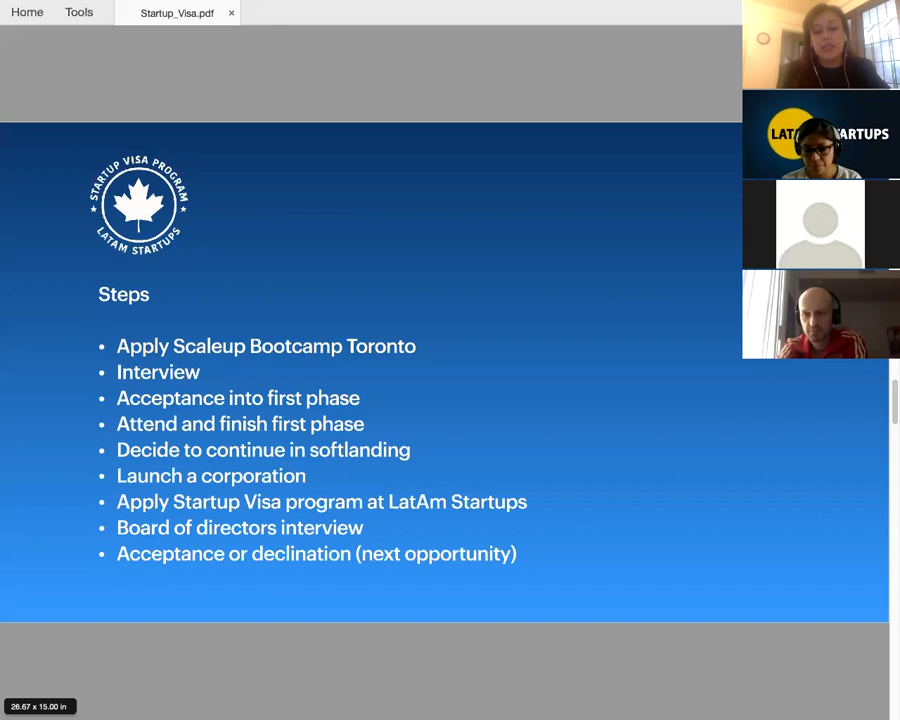 Home
Tools
Startup_Visa.pdf
×
LAT
ARTUPS
STARTUP VISA PROGRAM
LATAM STARTUPS
Steps
• Apply Scaleup Bootcamp Toronto
• Interview
• Acceptance into first phase
• Attend and finish first phase
• Decide to continue in softlanding
• Launch a corporation
• Apply Startup Visa program at LatAm Startups
• Board of directors interview
• Acceptance or declination (next opportunity)
26.67 x 15.00 in